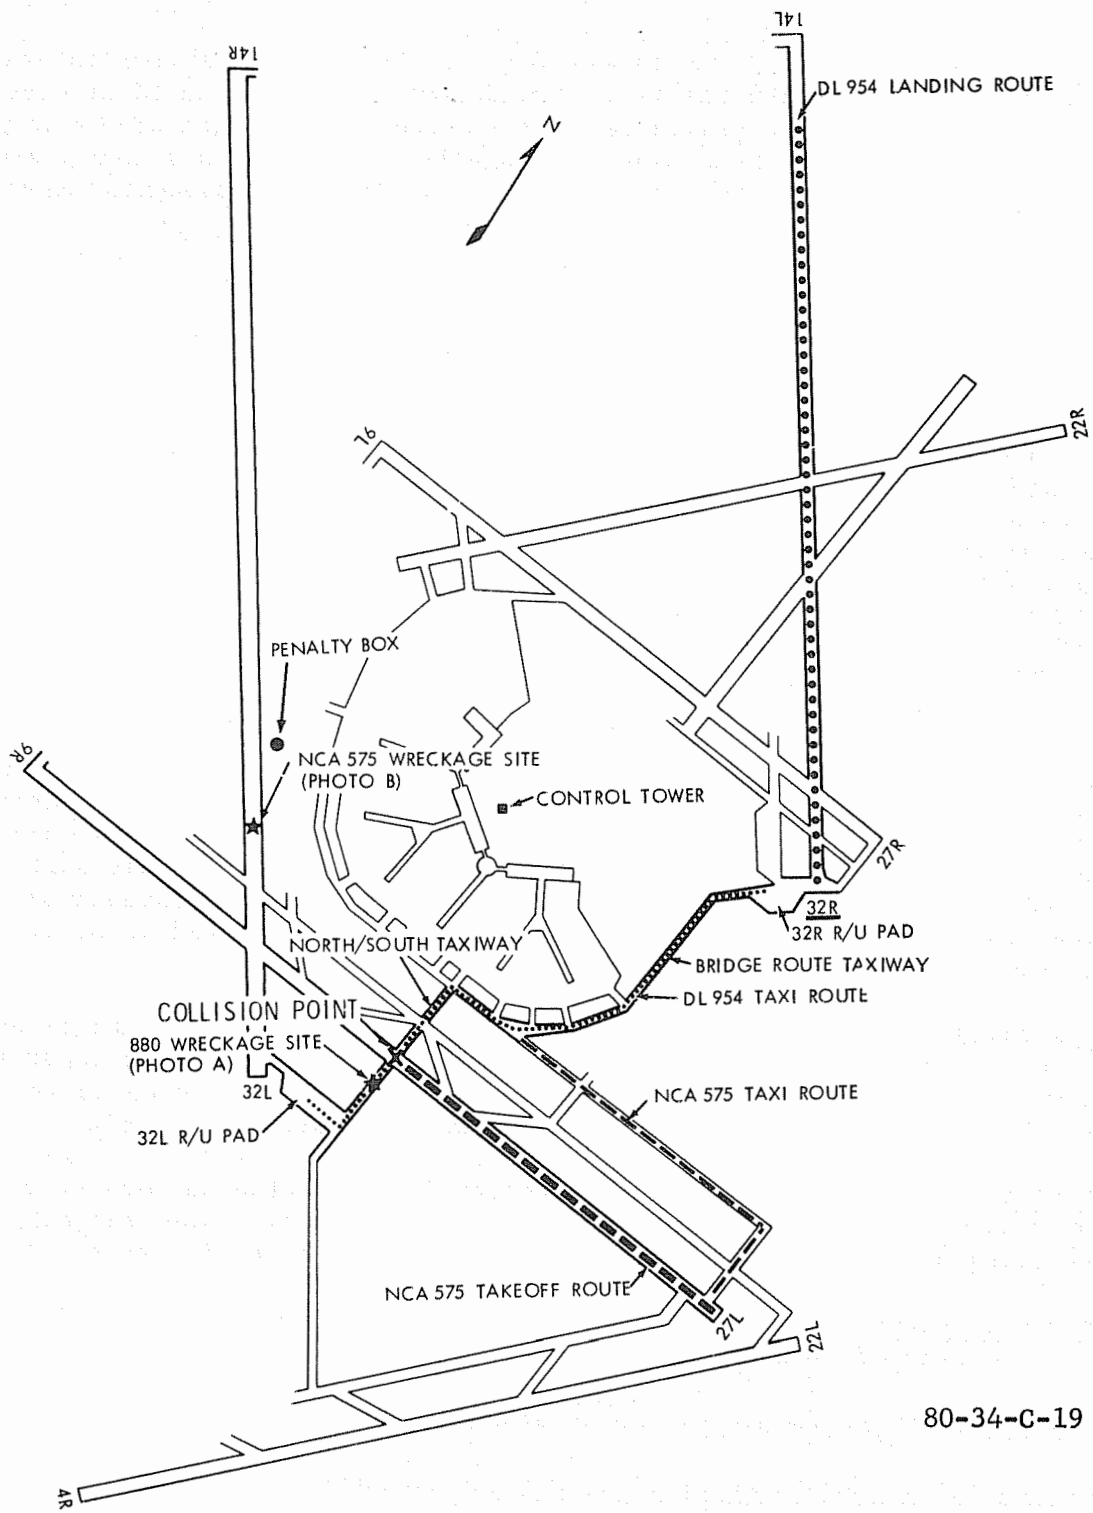 14L
14R
DL 954 LANDING ROUTE
N
22R
9L
PENALTY BOX
9R
NCA 575 WRECKAGE SITE
(PHOTO B)
CONTROL TOWER
27R
32R
32R R/U PAD
NORTH/SOUTH TAXIWAY
BRIDGE ROUTE TAXIWAY
DL 954 TAXI ROUTE
COLLISION POINT
880 WRECKAGE SITE
(PHOTO A)
32L
NCA 575 TAXI ROUTE
32L R/U PAD
NCA 575 TAKEOFF ROUTE
27L
22L
80-34-C-19
4R